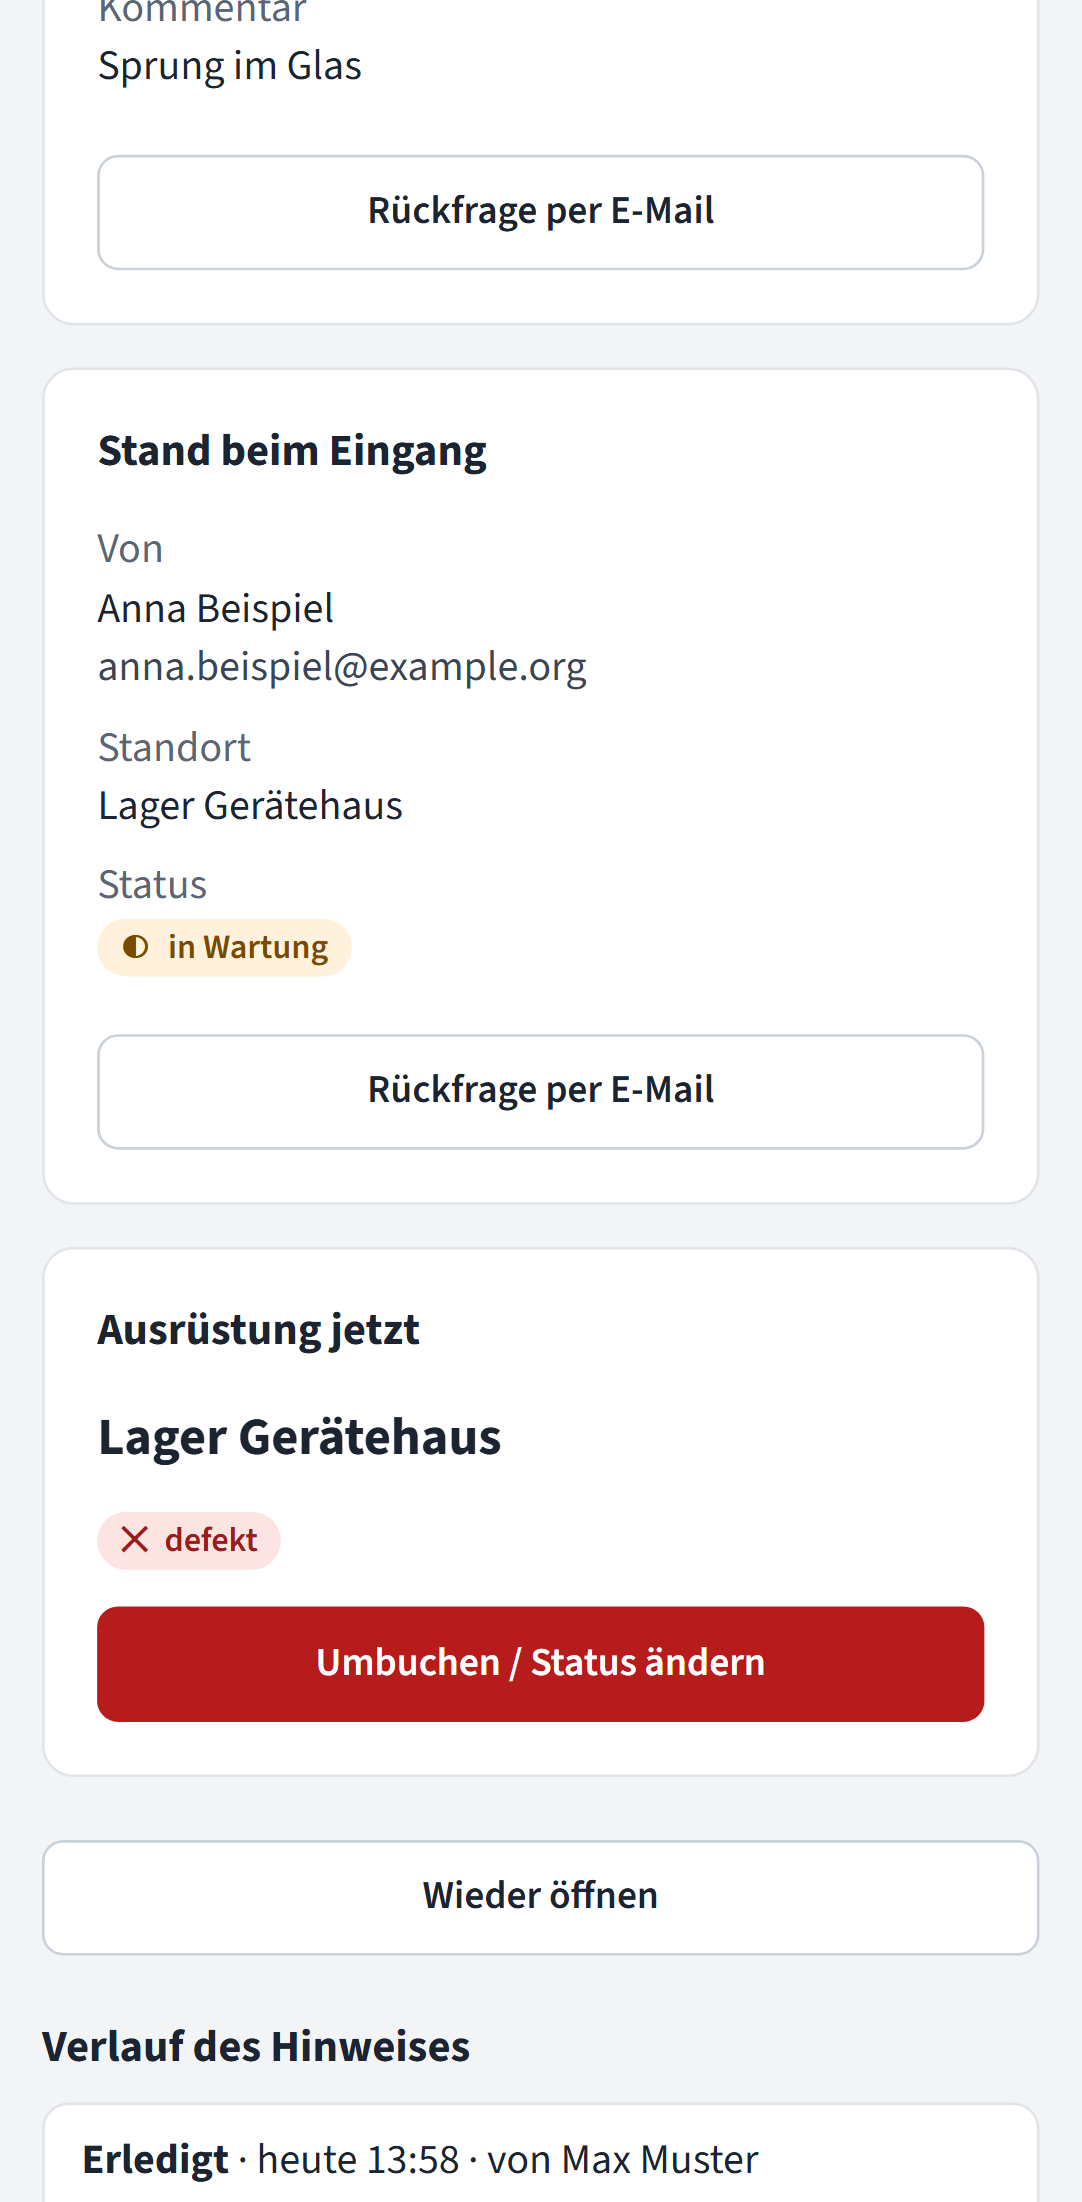 Kommentar
Sprung im Glas
Rückfrage per E-Mail
Stand beim Eingang
Von
Anna Beispiel
anna.beispiel@example.org
Standort
Lager Gerätehaus
Status
in Wartung
Rückfrage per E-Mail
Ausrüstung jetzt
Lager Gerätehaus
defekt
Umbuchen / Status ändern
Wieder öffnen
Verlauf des Hinweises
Erledigt · heute 13:58 · von Max Muster